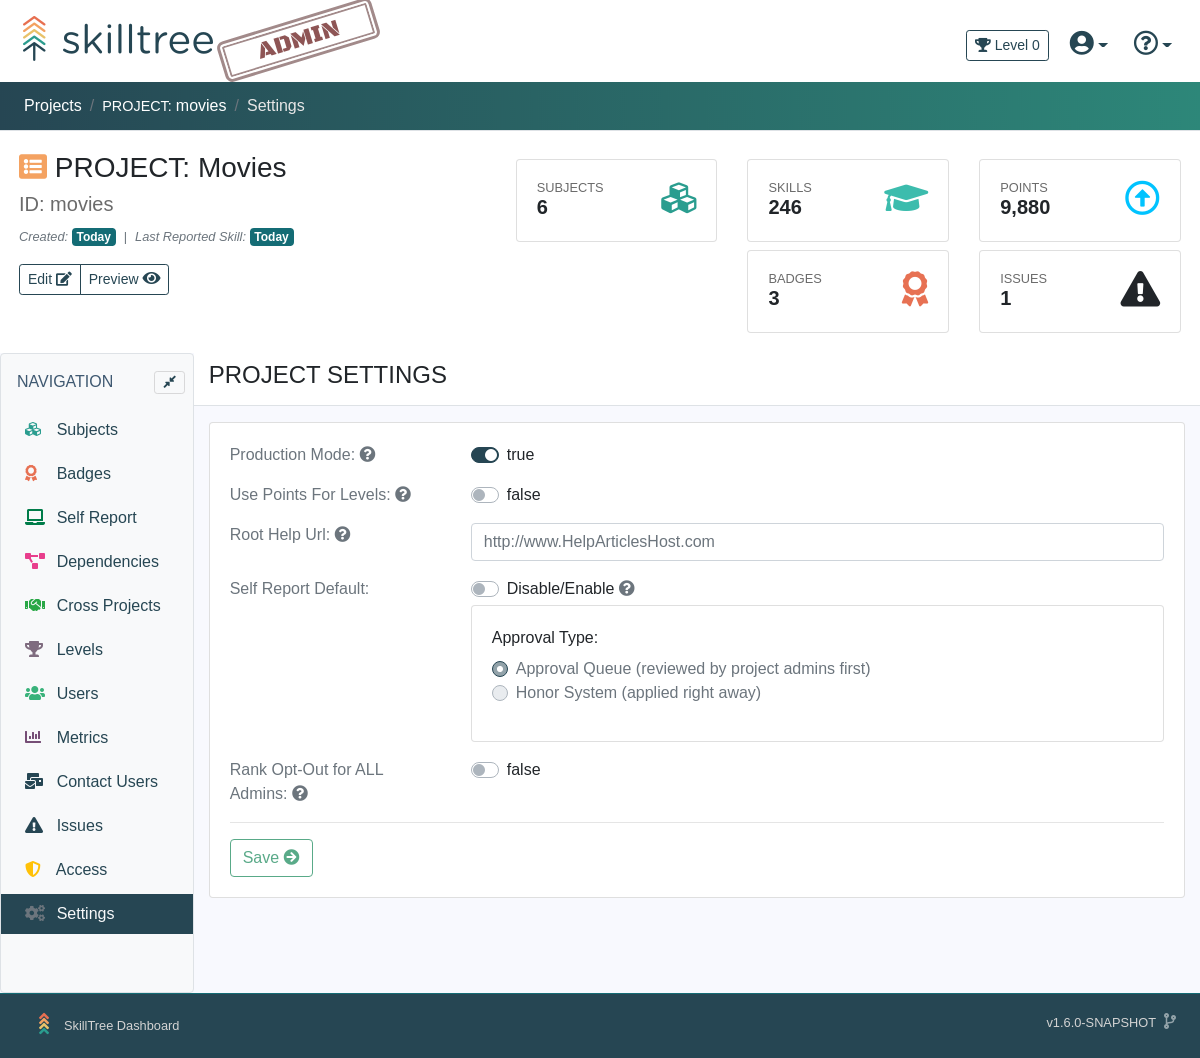 skilltree ADMIN
Level 0
Projects / PROJECT: movies / Settings
PROJECT: Movies
ID: movies
Created: Today | Last Reported Skill: Today
Edit Preview
SUBJECTS
6
SKILLS
246
POINTS
9,880
BADGES
3
ISSUES
1
NAVIGATION
Subjects
Badges
Self Report
Dependencies
Cross Projects
Levels
Users
Metrics
Contact Users
Issues
Access
Settings
PROJECT SETTINGS
Production Mode: true
Use Points For Levels: false
Root Help Url: http://www.HelpArticlesHost.com
Self Report Default: Disable/Enable
Approval Type:
Approval Queue (reviewed by project admins first)
Honor System (applied right away)
Rank Opt-Out for ALL
Admins:
false
Save
SkillTree Dashboard
v1.6.0-SNAPSHOT